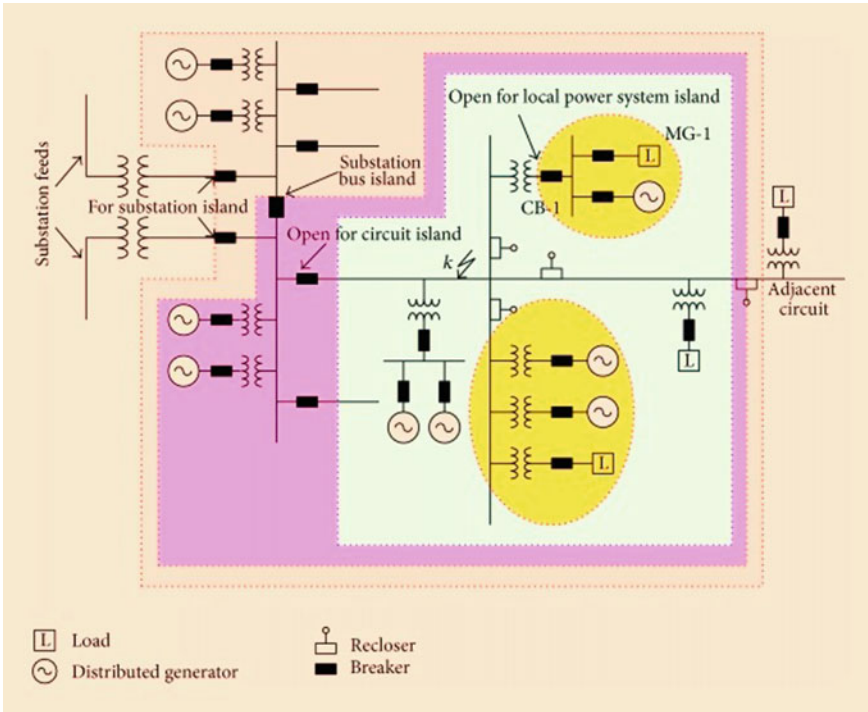 Open for local power system island
MG-1
L
CB-1
Substation feeds
Substation
bus island
For substation island
Open for circuit island
k
L
Adjacent
circuit
L
L
L Load
Distributed generator
Recloser
Breaker